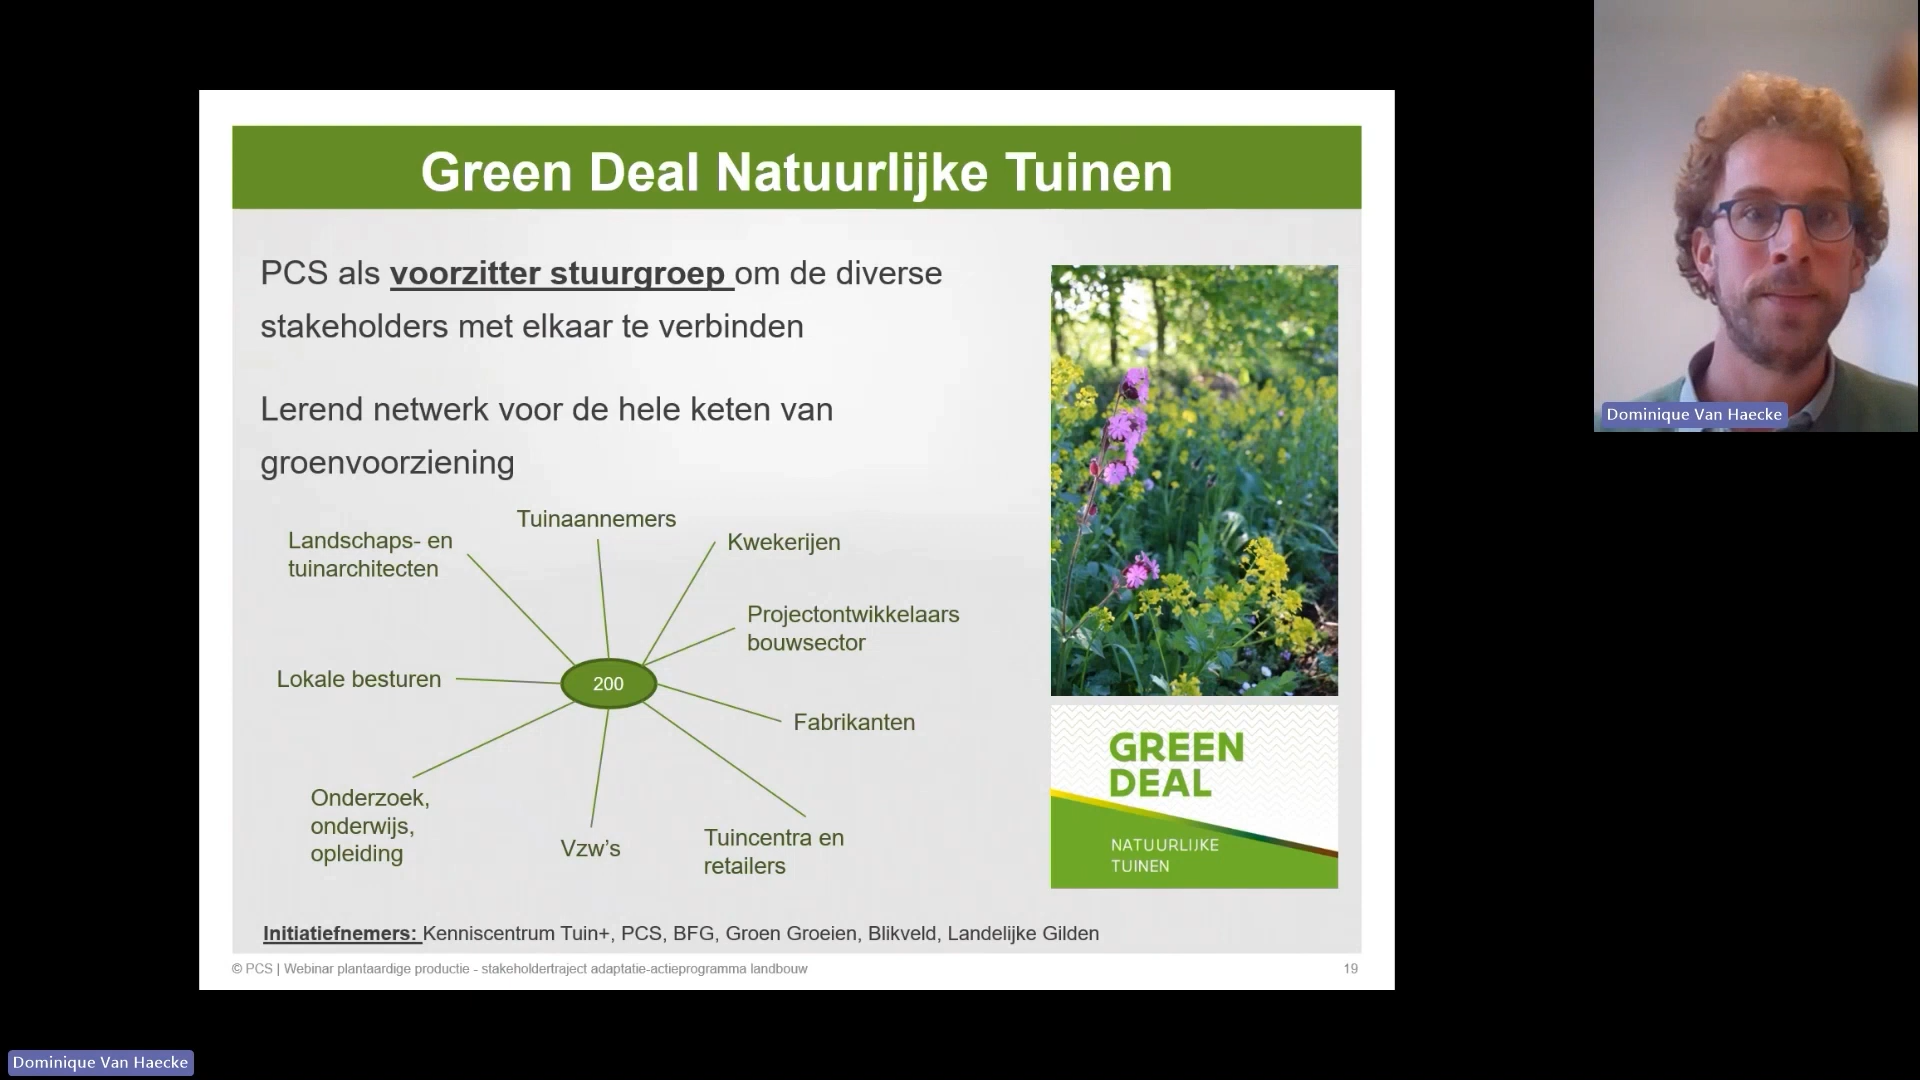 Green Deal Natuurlijke Tuinen
PCS als voorzitter stuurgroep om de diverse
stakeholders met elkaar te verbinden
Lerend netwerk voor de hele keten van
groenvoorziening
Tuinaannemers
Landschaps- en
tuinarchitecten
Kwekerijen
Projectontwikkelaars
bouwsector
Lokale besturen
200
Fabrikanten
Onderzoek,
onderwijs,
opleiding
Vzw’s
Tuincentra en
retailers
GREEN
DEAL
NATUURLIJKE
TUINEN
Initiatiefnemers: Kenniscentrum Tuin+, PCS, BFG, Groen Groeien, Blikveld, Landelijke Gilden
© PCS | Webinar plantaardige productie - stakeholdertraject adaptatie-actieprogramma landbouw
19
Dominique Van Haecke
Dominique Van Haecke